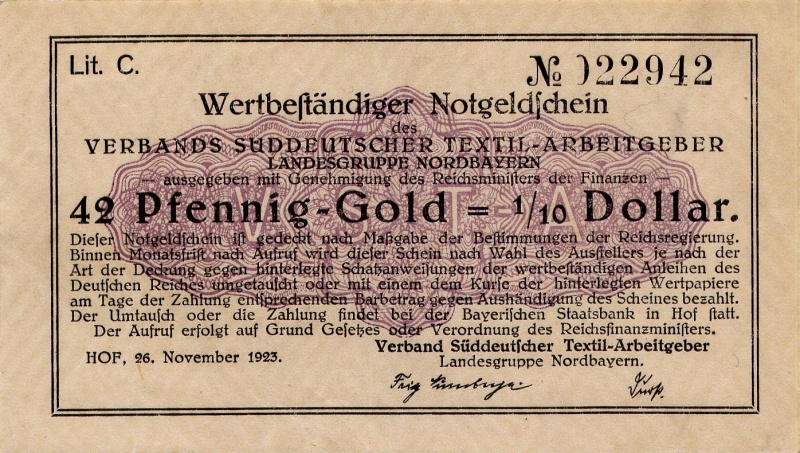 Lit. C.
№ 022942
Wertbeſtändiger Notgeldſchein
des
VERBANDS SÜDDEUTSCHER TEXTIL-ARBEITGEBER
LANDESGRUPPE NORDBAYERN
— ausgegeben mit Genehmigung des Reichsminiſters der Finanzen —
42 Pfennig-Gold = 1/10 Dollar.
Dieſer Notgeldſchein iſt gedeckt nach Maßgabe der Beſtimmungen der Reichsregierung.
Binnen Monatsfriſt nach Aufruf wird dieſer Schein nach Wahl des Ausſtellers je nach der
Art der Deckung gegen hinterlegte Schatzanweiſungen der wertbeſtändigen Anleihen des
Deutſchen Reiches umgetauſcht oder mit einem dem Kurſe der hinterlegten Wertpapiere
am Tage der Zahlung entſprechenden Barbetrag gegen Aushändigung des Scheines bezahlt.
Der Umtauſch oder die Zahlung findet bei der Bayeriſchen Staatsbank in Hof ſtatt.
Der Aufruf erfolgt auf Grund Geſetzes oder Verordnung des Reichsfinanzminiſters.
HOF, 26. November 1923.
Verband Süddeutſcher Textil-Arbeitgeber
Landesgruppe Nordbayern.